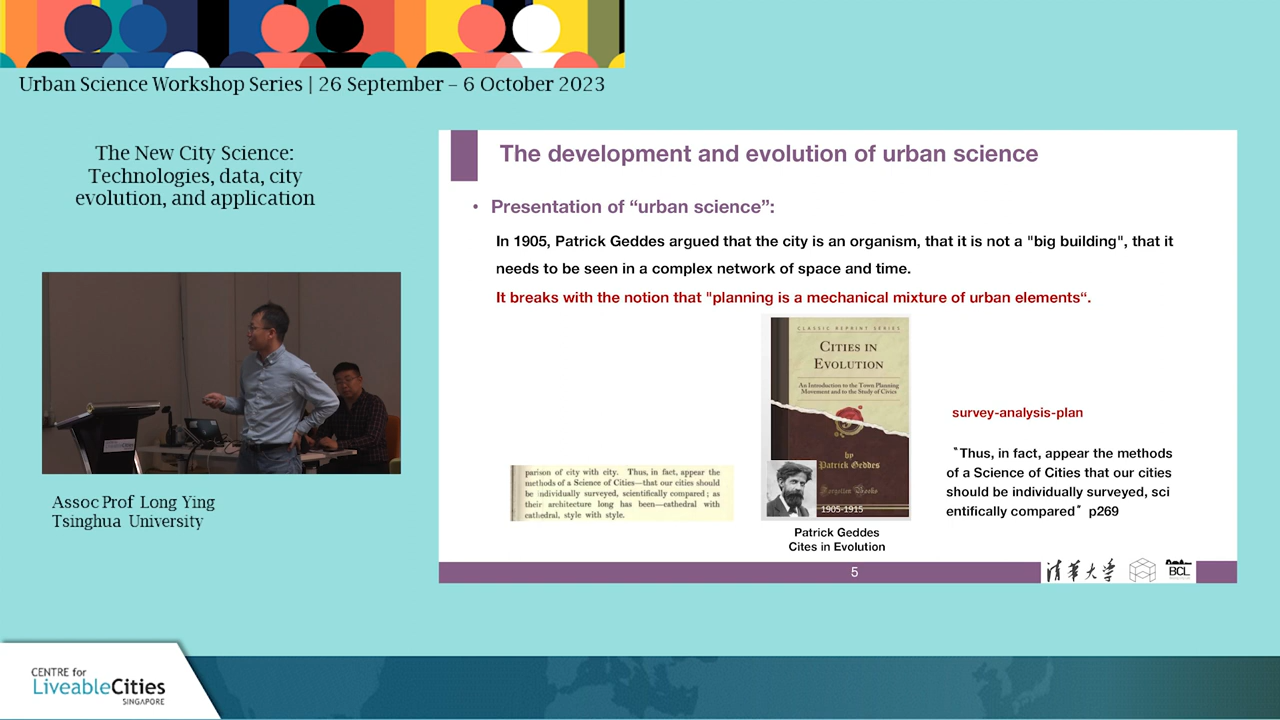 Urban Science Workshop Series | 26 September – 6 October 2023
The New City Science:
Technologies, data, city
evolution, and application
Assoc Prof Long Ying
Tsinghua University
The development and evolution of urban science
• Presentation of “urban science”:
In 1905, Patrick Geddes argued that the city is an organism, that it is not a "big building", that it
needs to be seen in a complex network of space and time.
It breaks with the notion that "planning is a mechanical mixture of urban elements“.
parison of city with city. Thus, in fact, appear the
methods of a Science of Cities—that our cities should
be individually surveyed, scientifically compared; as
their architecture long has been—cathedral with
cathedral, style with style.
CLASSIC REPRINT SERIES
CITIES IN
EVOLUTION
An Introduction to the Town Planning
Movement and to the Study of Civics
by
Patrick Geddes
Forgotten Books
1905-1915
Patrick Geddes
Cites in Evolution
survey-analysis-plan
〝Thus, in fact, appear the methods
of a Science of Cities that our cities
should be individually surveyed, sci
entifically compared〞 p269
5
清华大学
BCL
CENTRE for
LiveableCities
SINGAPORE